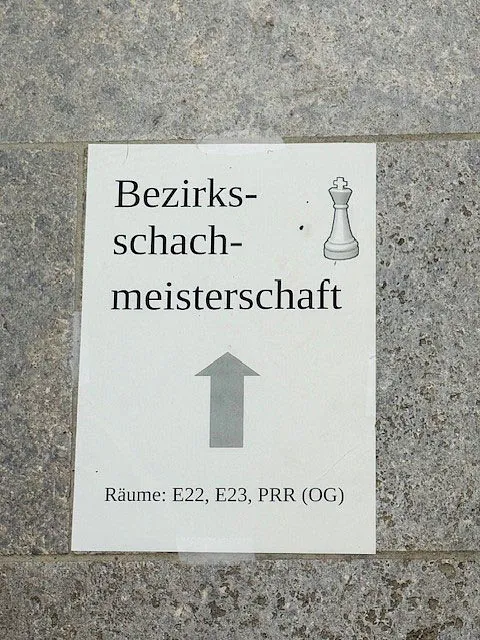 Bezirks-
schach-
meisterschaft
Räume: E22, E23, PRR (OG)